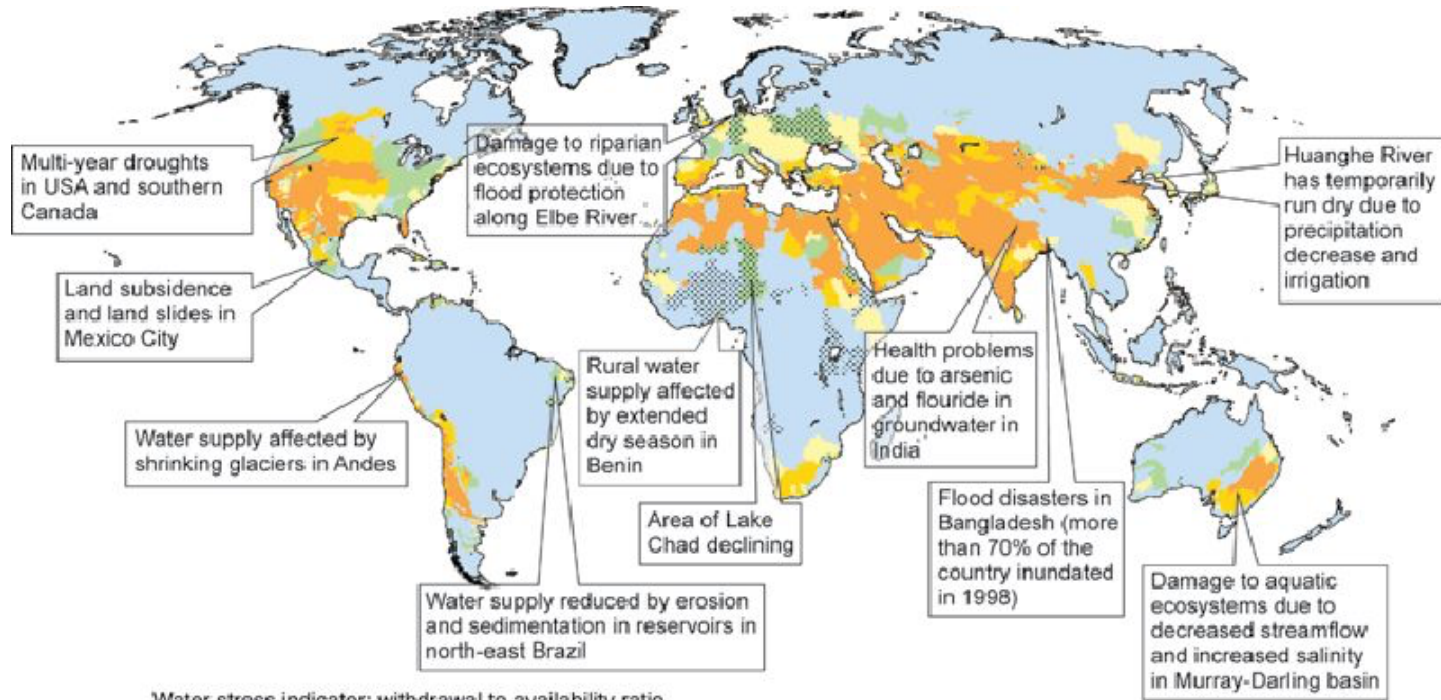 Multi-year droughts
in USA and southern
Canada
Damage to riparian
ecosystems due to
flood protection
along Elbe River
Huanghe River
has temporarily
run dry due to
precipitation
decrease and
irrigation
Land subsidence
and land slides in
Mexico City
Rural water
supply affected
by extended
dry season in
Benin
Health problems
due to arsenic
and flouride in
groundwater in
India
Water supply affected by
shrinking glaciers in Andes
Area of Lake
Chad declining
Flood disasters in
Bangladesh (more
than 70% of the
country inundated
in 1998)
Damage to aquatic
ecosystems due to
decreased streamflow
and increased salinity
in Murray-Darling basin
Water supply reduced by erosion
and sedimentation in reservoirs in
north-east Brazil
Water stress indicator: withdrawal to availability ratio